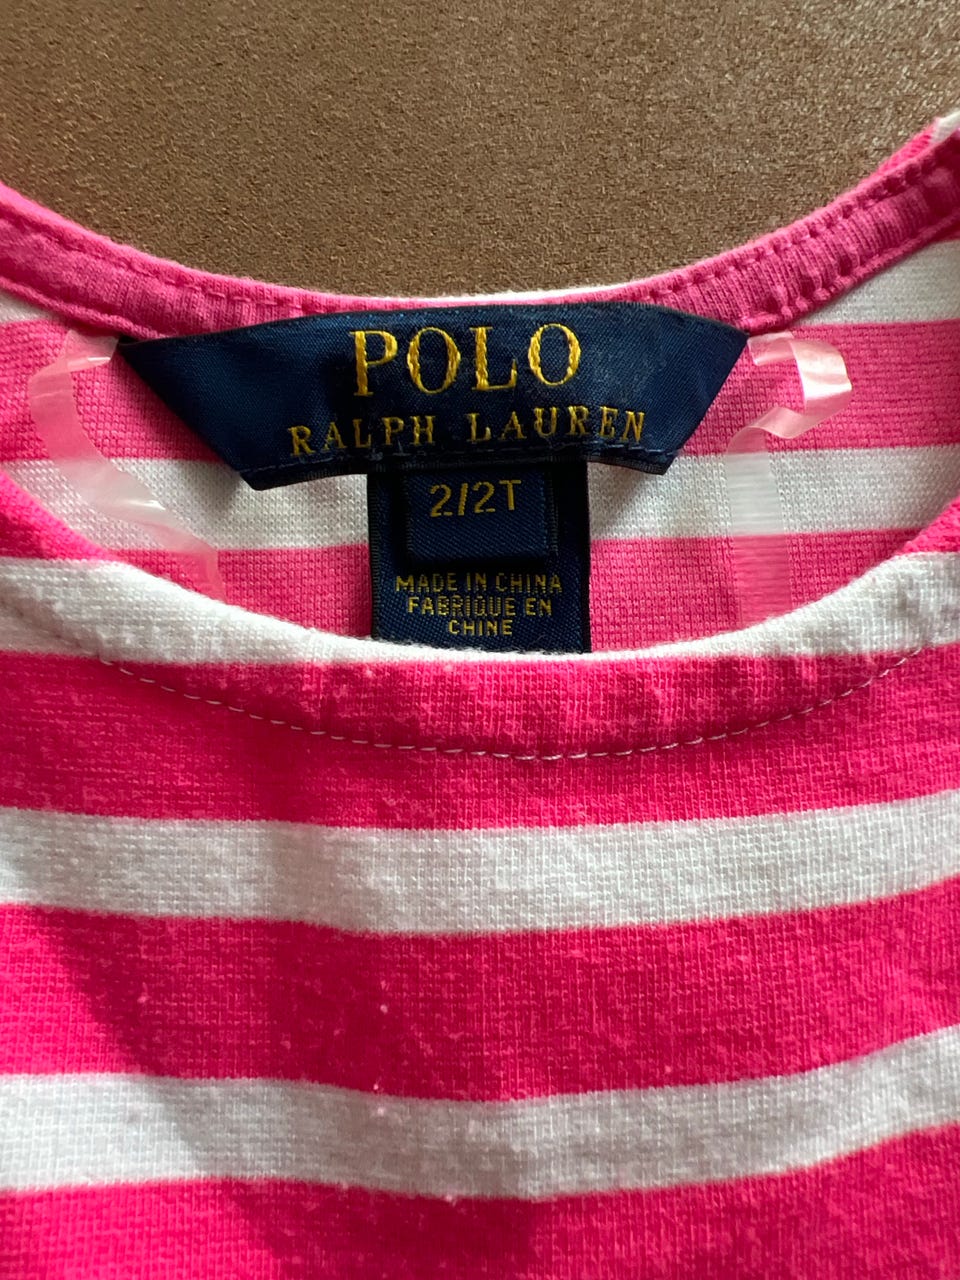 POLO
RALPH LAUREN
2/2T
MADE IN CHINA
FABRIQUE EN
CHINE